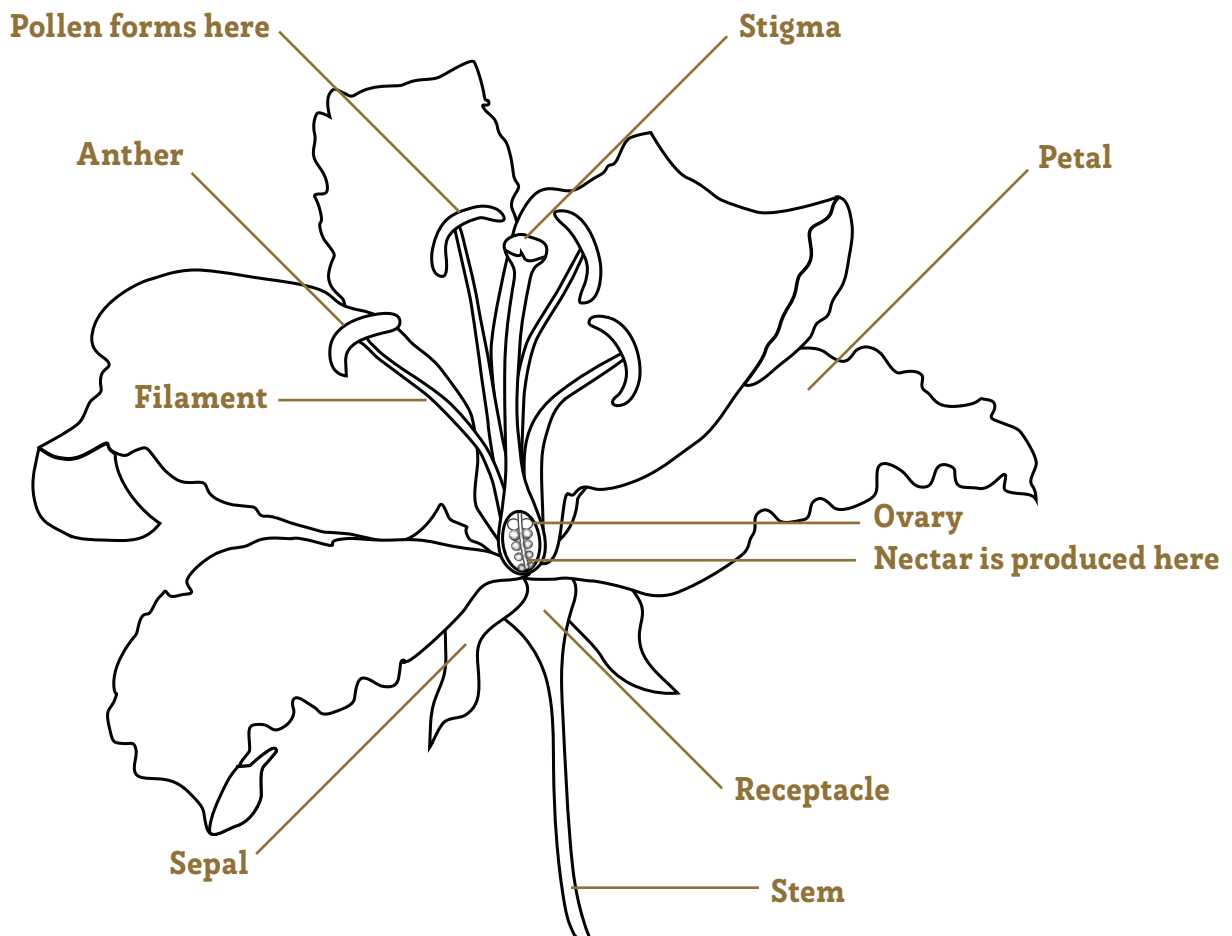 Pollen forms here
Stigma
Anther
Petal
Filament
Ovary
Nectar is produced here
Receptacle
Sepal
Stem